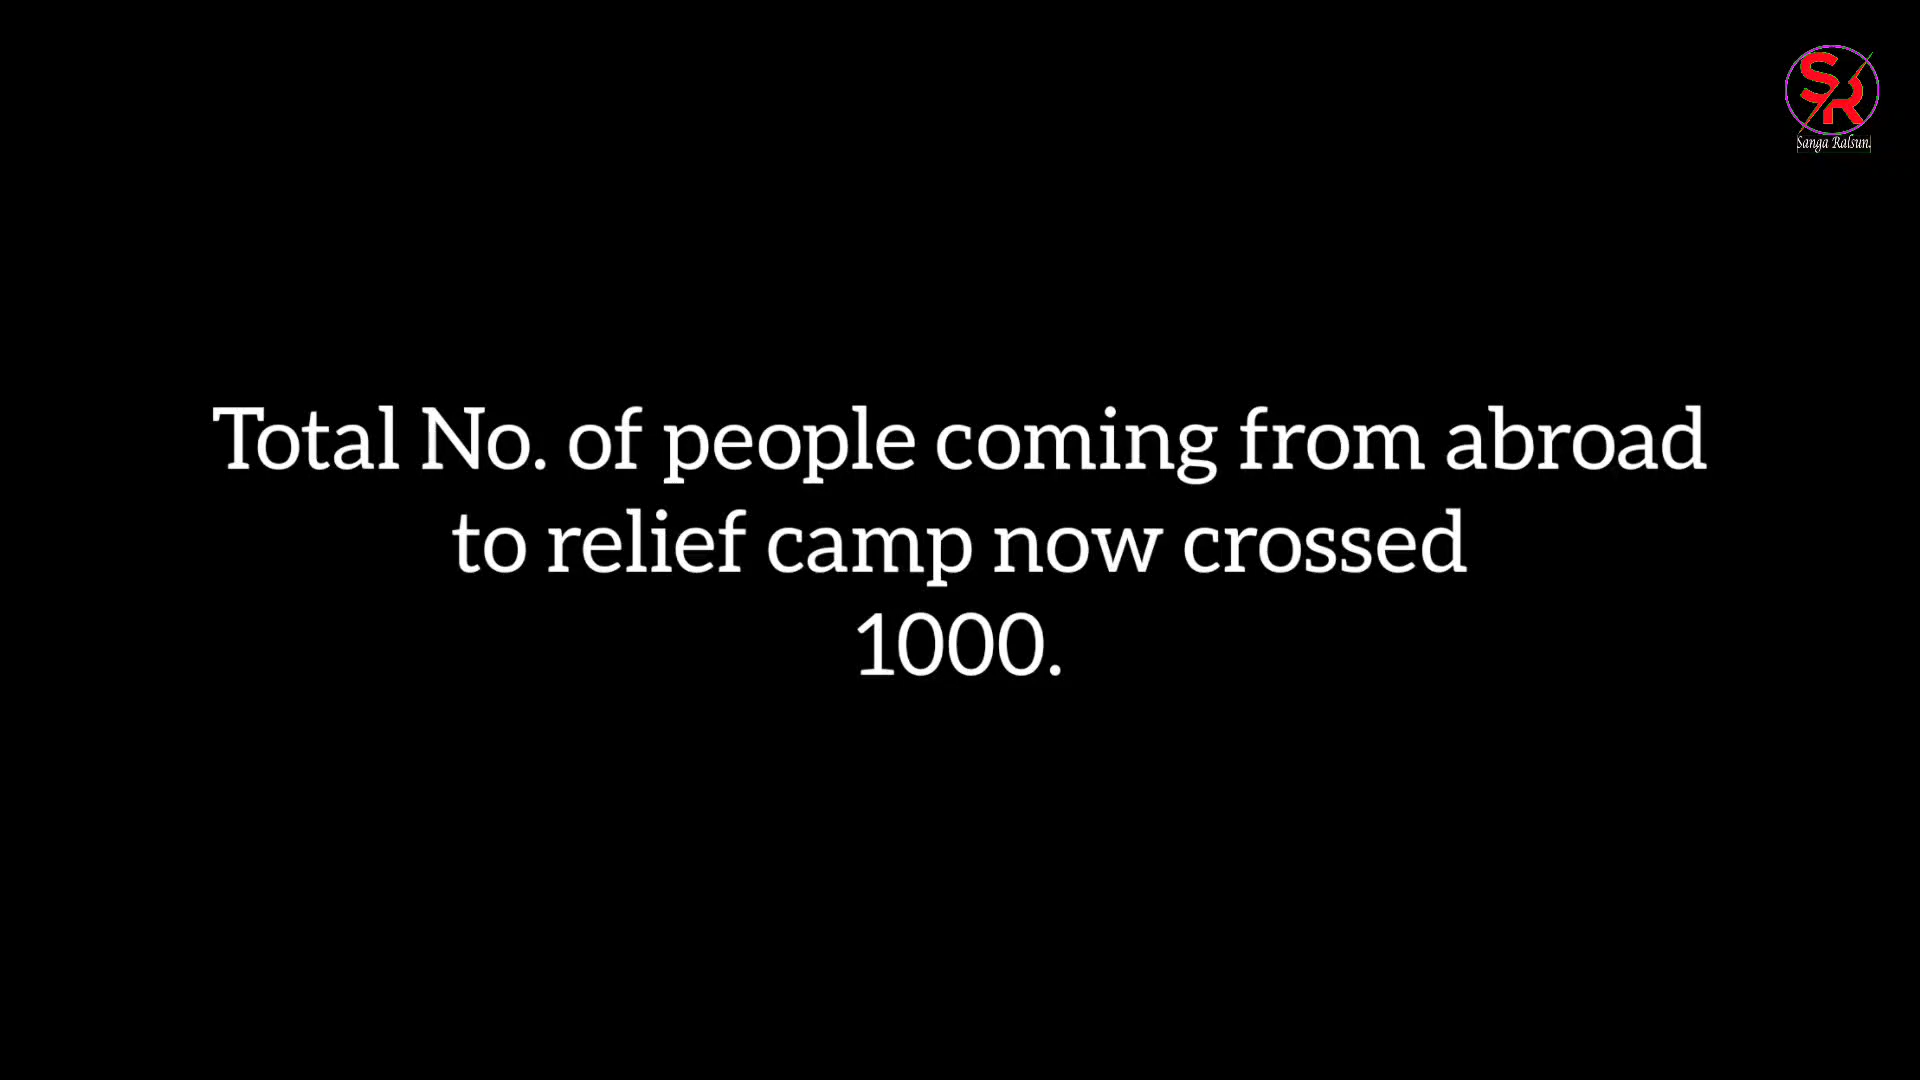 SR
Sanga Ralsun
Total No. of people coming from abroad
to relief camp now crossed
1000.